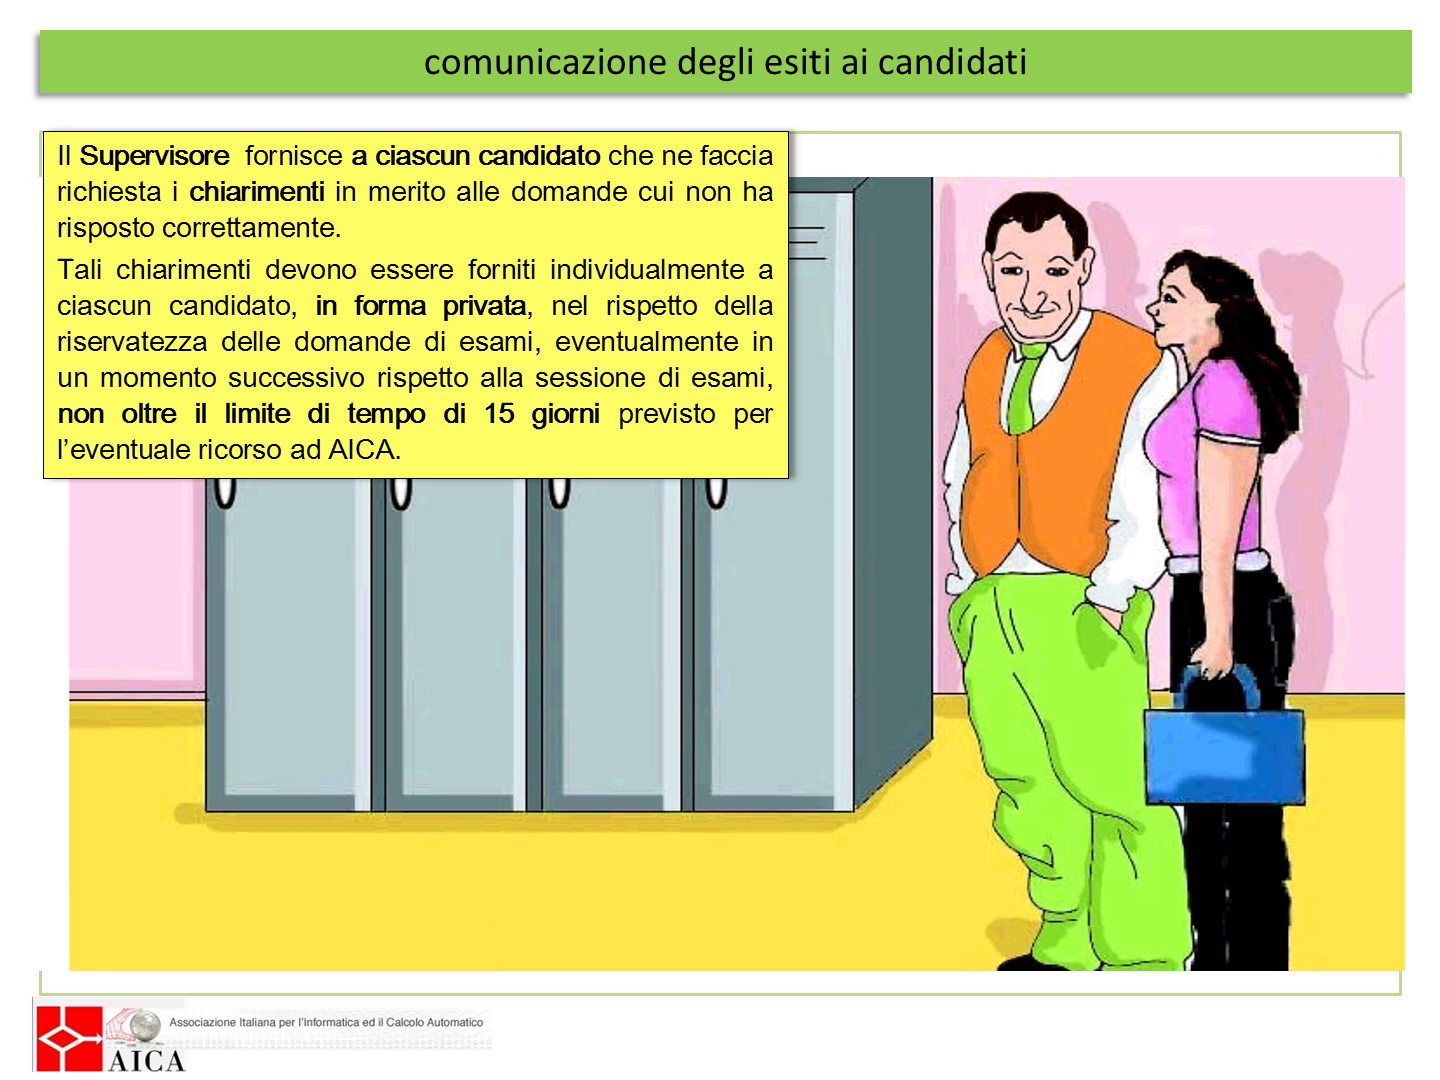 comunicazione degli esiti ai candidati
Il Supervisore fornisce a ciascun candidato che ne faccia
richiesta i chiarimenti in merito alle domande cui non ha
risposto correttamente.
Tali chiarimenti devono essere forniti individualmente a
ciascun candidato, in forma privata, nel rispetto della
riservatezza delle domande di esami, eventualmente in
un momento successivo rispetto alla sessione di esami,
non oltre il limite di tempo di 15 giorni previsto per
l’eventuale ricorso ad AICA.
Associazione Italiana per l'Informatica ed il Calcolo Automatico
AICA